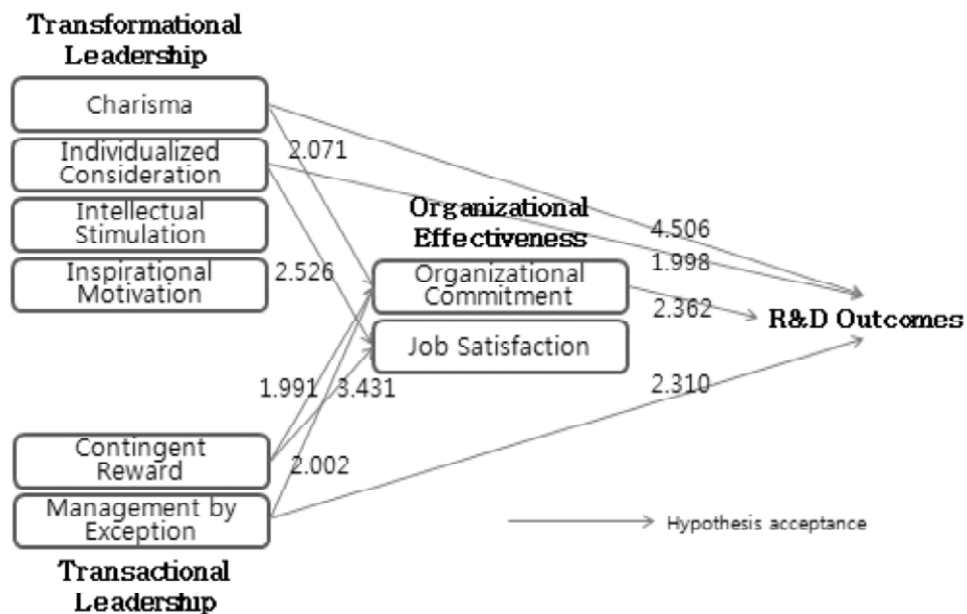 Transformational
Leadership
Charisma
Individualized
Consideration
Intellectual
Stimulation
Inspirational
Motivation
2.071
2.526
Organizational
Effectiveness
Organizational
Commitment
Job Satisfaction
4.506
1.998
2.362
R&D Outcomes
2.310
1.991
3.431
2.002
Contingent
Reward
Management by
Exception
Transactional
Leadership
Hypothesis acceptance